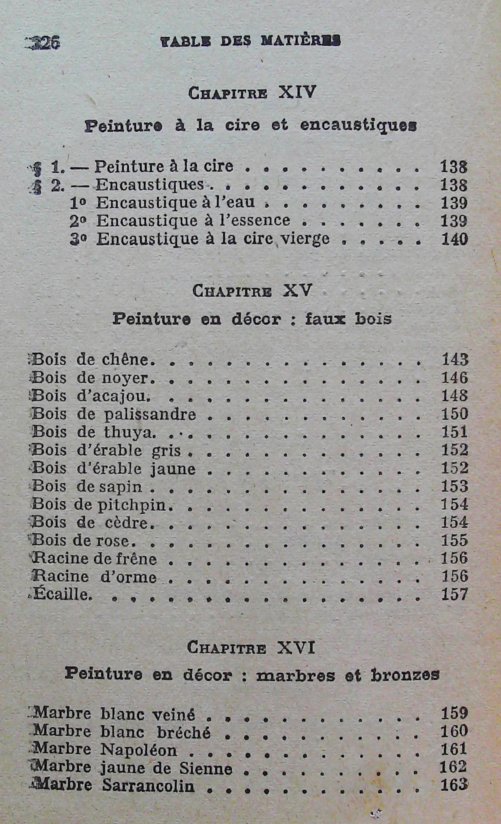 326 TABLE DES MATIÈRES
CHAPITRE XIV
Peinture à la cire et encaustiques
§ 1. — Peinture à la cire . . . . . . . . . . 138
§ 2. — Encaustiques . . . . . . . . . . . . 138
1º Encaustique à l'eau . . . . . . . . . 139
2º Encaustique à l'essence . . . . . . . 139
3º Encaustique à la cire vierge . . . . . 140
CHAPITRE XV
Peinture en décor : faux bois
Bois de chêne. . . . . . . . . . . . . . . 143
Bois de noyer. . . . . . . . . . . . . . . 146
Bois d'acajou. . . . . . . . . . . . . . . 148
Bois de palissandre . . . . . . . . . . . . 150
Bois de thuya. . . . . . . . . . . . . . . 151
Bois d'érable gris . . . . . . . . . . . . . 152
Bois d'érable jaune . . . . . . . . . . . . 152
Bois de sapin . . . . . . . . . . . . . . . 153
Bois de pitchpin. . . . . . . . . . . . . . 154
Bois de cèdre. . . . . . . . . . . . . . . 154
Bois de rose. . . . . . . . . . . . . . . . 155
Racine de frêne . . . . . . . . . . . . . . 156
Racine d'orme . . . . . . . . . . . . . . 156
Écaille. . . . . . . . . . . . . . . . . . 157
CHAPITRE XVI
Peinture en décor : marbres et bronzes
Marbre blanc veiné . . . . . . . . . . . . 159
Marbre blanc bréché . . . . . . . . . . . 160
Marbre Napoléon . . . . . . . . . . . . . 161
Marbre jaune de Sienne . . . . . . . . . . 162
Marbre Sarrancolin . . . . . . . . . . . . 163